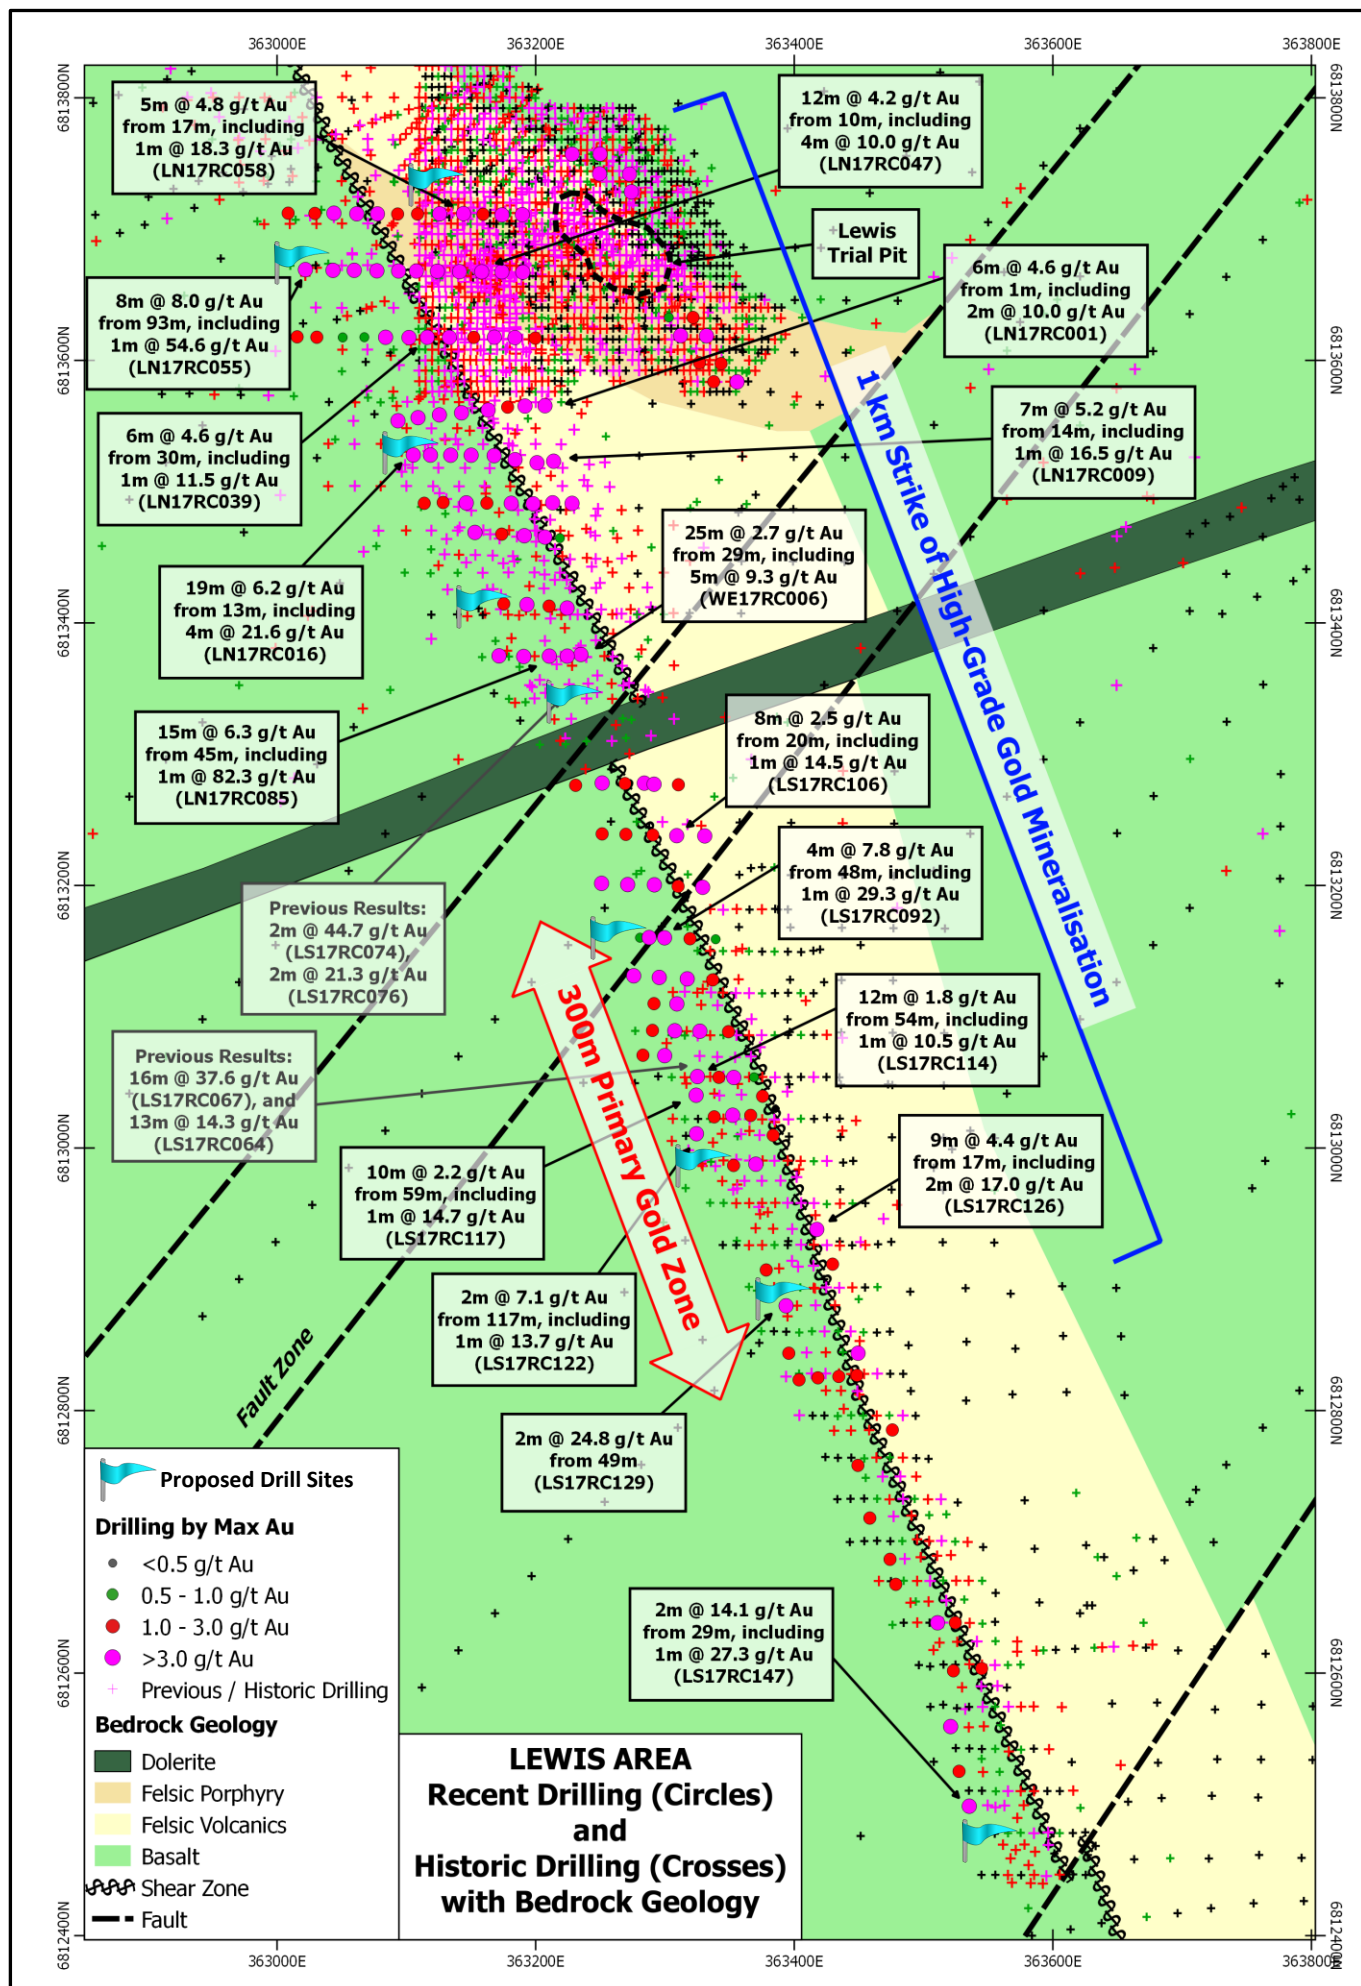 363000E
363200E
363400E
363600E
363800E
6813800N
6813600N
6813400N
6813200N
6813000N
6812800N
6812600N
6812400N
6813800N
6813600N
6813400N
6813200N
6813000N
6812800N
6812600N
6812400N
5m @ 4.8 g/t Au
from 17m, including
1m @ 18.3 g/t Au
(LN17RC058)
12m @ 4.2 g/t Au
from 10m, including
4m @ 10.0 g/t Au
(LN17RC047)
Lewis
Trial Pit
6m @ 4.6 g/t Au
from 1m, including
2m @ 10.0 g/t Au
(LN17RC001)
8m @ 8.0 g/t Au
from 93m, including
1m @ 54.6 g/t Au
(LN17RC055)
7m @ 5.2 g/t Au
from 14m, including
1m @ 16.5 g/t Au
(LN17RC009)
6m @ 4.6 g/t Au
from 30m, including
1m @ 11.5 g/t Au
(LN17RC039)
25m @ 2.7 g/t Au
from 29m, including
5m @ 9.3 g/t Au
(WE17RC006)
19m @ 6.2 g/t Au
from 13m, including
4m @ 21.6 g/t Au
(LN17RC016)
1 km Strike of High-Grade Gold Mineralisation
15m @ 6.3 g/t Au
from 45m, including
1m @ 82.3 g/t Au
(LN17RC085)
8m @ 2.5 g/t Au
from 20m, including
1m @ 14.5 g/t Au
(LS17RC106)
4m @ 7.8 g/t Au
from 48m, including
1m @ 29.3 g/t Au
(LS17RC092)
Previous Results:
2m @ 44.7 g/t Au
(LS17RC074),
2m @ 21.3 g/t Au
(LS17RC076)
12m @ 1.8 g/t Au
from 54m, including
1m @ 10.5 g/t Au
(LS17RC114)
300m Primary Gold Zone
Previous Results:
16m @ 37.6 g/t Au
(LS17RC067), and
13m @ 14.3 g/t Au
(LS17RC064)
9m @ 4.4 g/t Au
from 17m, including
2m @ 17.0 g/t Au
(LS17RC126)
10m @ 2.2 g/t Au
from 59m, including
1m @ 14.7 g/t Au
(LS17RC117)
2m @ 7.1 g/t Au
from 117m, including
1m @ 13.7 g/t Au
(LS17RC122)
Fault Zone
2m @ 24.8 g/t Au
from 49m
(LS17RC129)
2m @ 14.1 g/t Au
from 29m, including
1m @ 27.3 g/t Au
(LS17RC147)
Proposed Drill Sites
Drilling by Max Au
<0.5 g/t Au
0.5 - 1.0 g/t Au
1.0 - 3.0 g/t Au
>3.0 g/t Au
Previous / Historic Drilling
Bedrock Geology
Dolerite
Felsic Porphyry
Felsic Volcanics
Basalt
Shear Zone
Fault
LEWIS AREA
Recent Drilling (Circles)
and
Historic Drilling (Crosses)
with Bedrock Geology
363000E
363200E
363400E
363600E
363800E